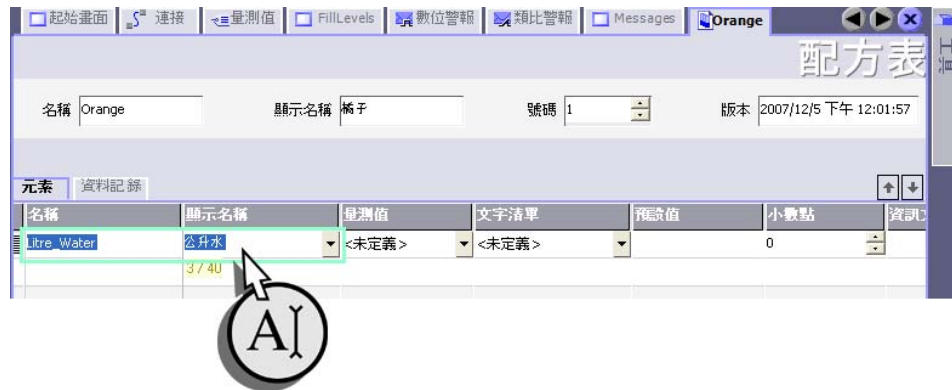 起始畫面 連接 量測值 FillLevels 數位警報 類比警報 Messages Orange
配方表
名稱 Orange 顯示名稱 橘子 號碼 1 版本 2007/12/5 下午 12:01:57
元素 資料記錄
名稱 顯示名稱 量測值 文字清單 預設值 小數點
Litre_Water 公升水 <未定義> <未定義> 0
3 / 40
A